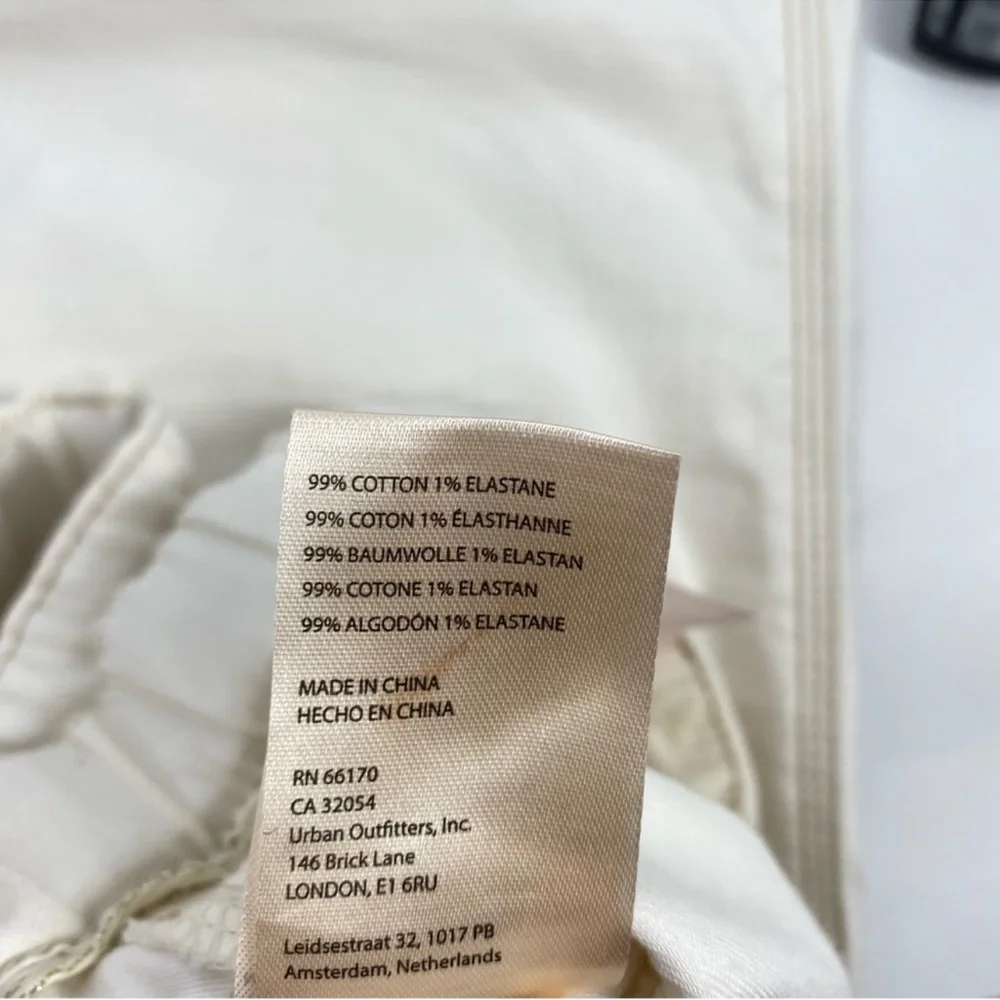 99% COTTON 1% ELASTANE
99% COTON 1% ÉLASTHANNE
99% BAUMWOLLE 1% ELASTAN
99% COTONE 1% ELASTAN
99% ALGODÓN 1% ELASTANE
MADE IN CHINA
HECHO EN CHINA
RN 66170
CA 32054
Urban Outfitters, Inc.
146 Brick Lane
LONDON, E1 6RU
Leidsestraat 32, 1017 PB
Amsterdam, Netherlands